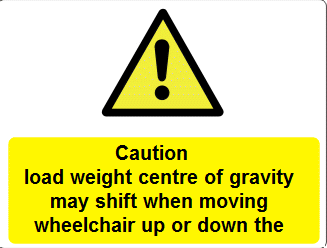 Caution
load weight centre of gravity
may shift when moving
wheelchair up or down the